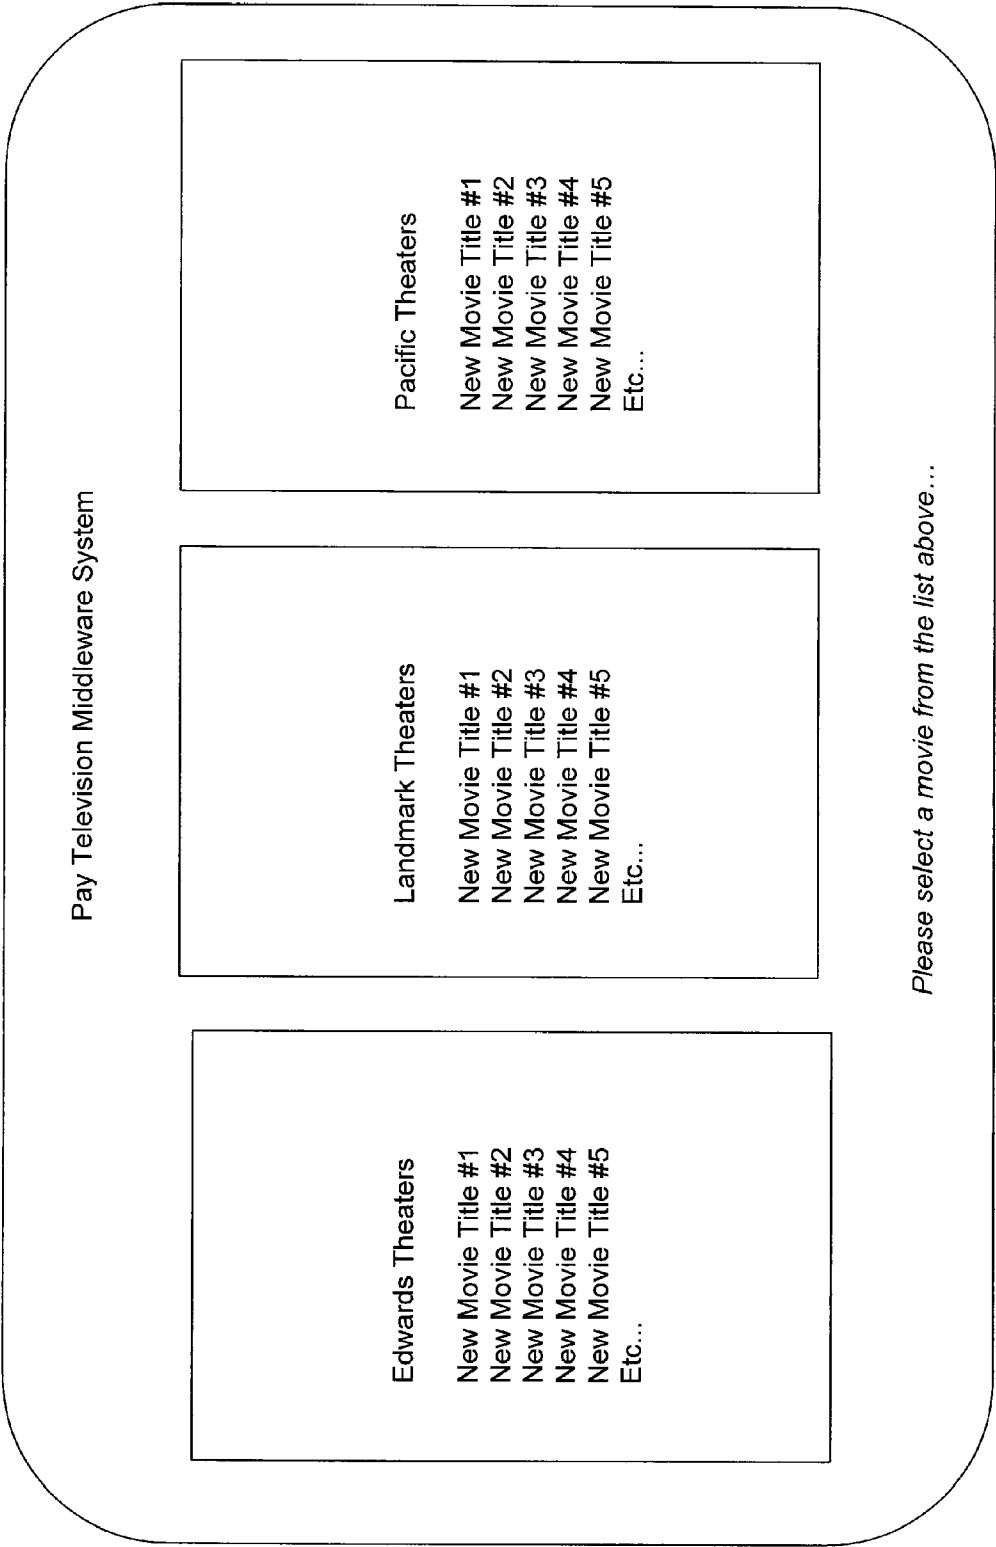 Pay Television Middleware System
Edwards Theaters
New Movie Title #1
New Movie Title #2
New Movie Title #3
New Movie Title #4
New Movie Title #5
Etc...
Landmark Theaters
New Movie Title #1
New Movie Title #2
New Movie Title #3
New Movie Title #4
New Movie Title #5
Etc...
Pacific Theaters
New Movie Title #1
New Movie Title #2
New Movie Title #3
New Movie Title #4
New Movie Title #5
Etc...
Please select a movie from the list above...